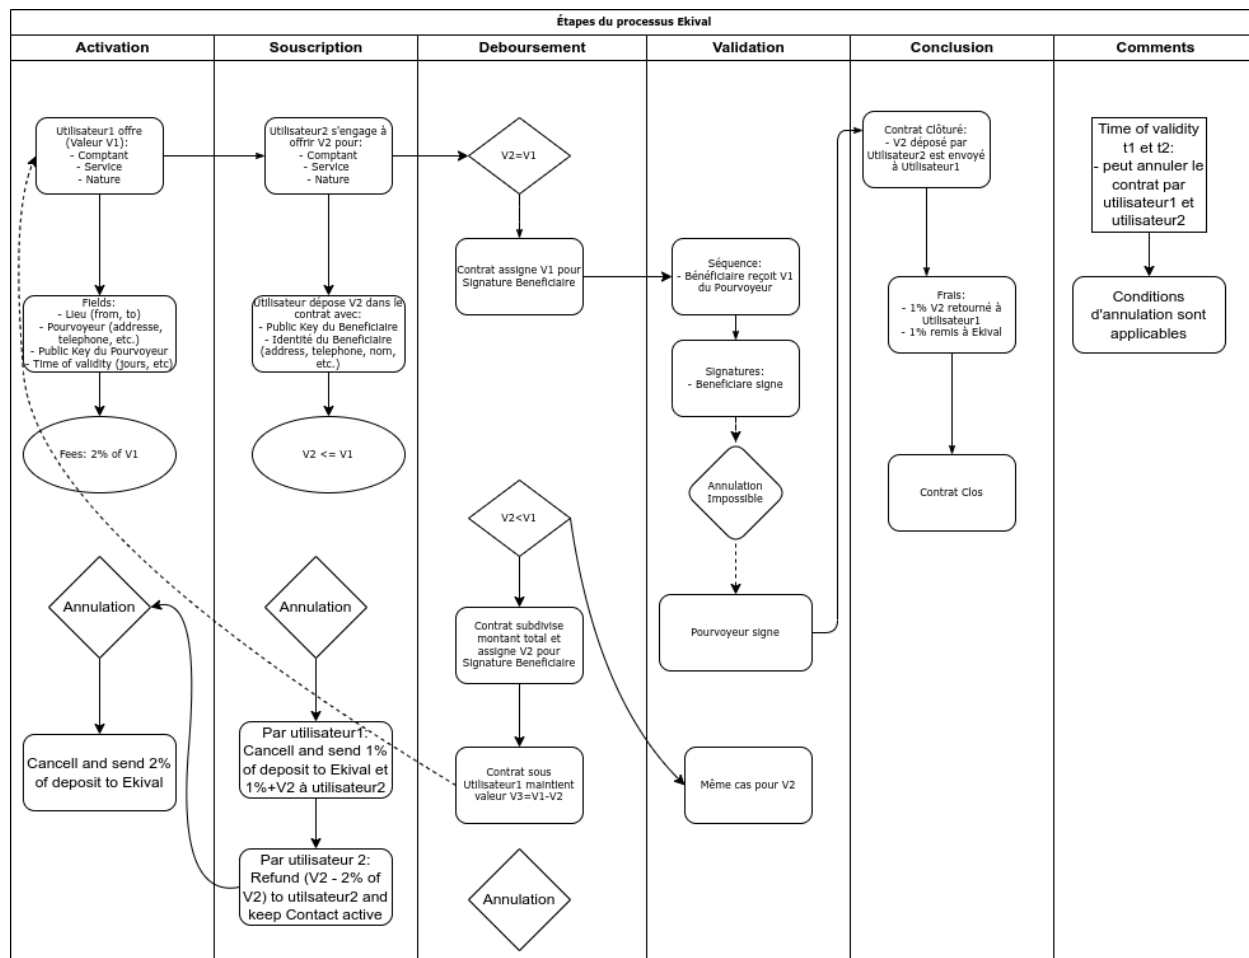 Étapes du processus Ekival
Activation
Souscription
Deboursement
Validation
Conclusion
Comments
Utilisateur1 offre
(Valeur V1):
- Comptant
- Service
- Nature
Utilisateur2 s'engage à
offrir V2 pour:
- Comptant
- Service
- Nature
V2=V1
Contrat Clôturé:
- V2 déposé par
Utilisateur2 est envoyé
à Utilisateur1
Time of validity
t1 et t2:
- peut annuler le
contrat par
utilisateur1 et
utilisateur2
Contrat assigne V1 pour
Signature Beneficiaire
Séquence:
- Bénéficiaire reçoit V1
du Pourvoyeur
Fields:
- Lieu (from, to)
- Pourvoyeur (addresse,
telephone, etc.)
- Public Key du Pourvoyeur
- Time of validity (jours, etc)
Utilisateur dépose V2 dans le
contrat avec:
- Public Key du Beneficiaire
- Identité du Beneficiaire
(address, telephone, nom,
etc.)
Frais:
- 1% V2 retourné à
Utilisateur1
- 1% remis à Ekival
Conditions
d'annulation sont
applicables
Signatures:
- Beneficiare signe
Fees: 2% of V1
V2 <= V1
Annulation
Impossible
Contrat Clos
V2<V1
Annulation
Annulation
Contrat subdivise
montant total et
assigne V2 pour
Signature Beneficiaire
Pourvoyeur signe
Cancell and send 2%
of deposit to Ekival
Par utilisateur1:
Cancell and send 1%
of deposit to Ekival et
1%+V2 à utilisateur2
Contrat sous
Utilisateur1 maintient
valeur V3=V1-V2
Même cas pour V2
Par utilisateur 2:
Refund (V2 - 2% of
V2) to utilsateur2 and
keep Contact active
Annulation